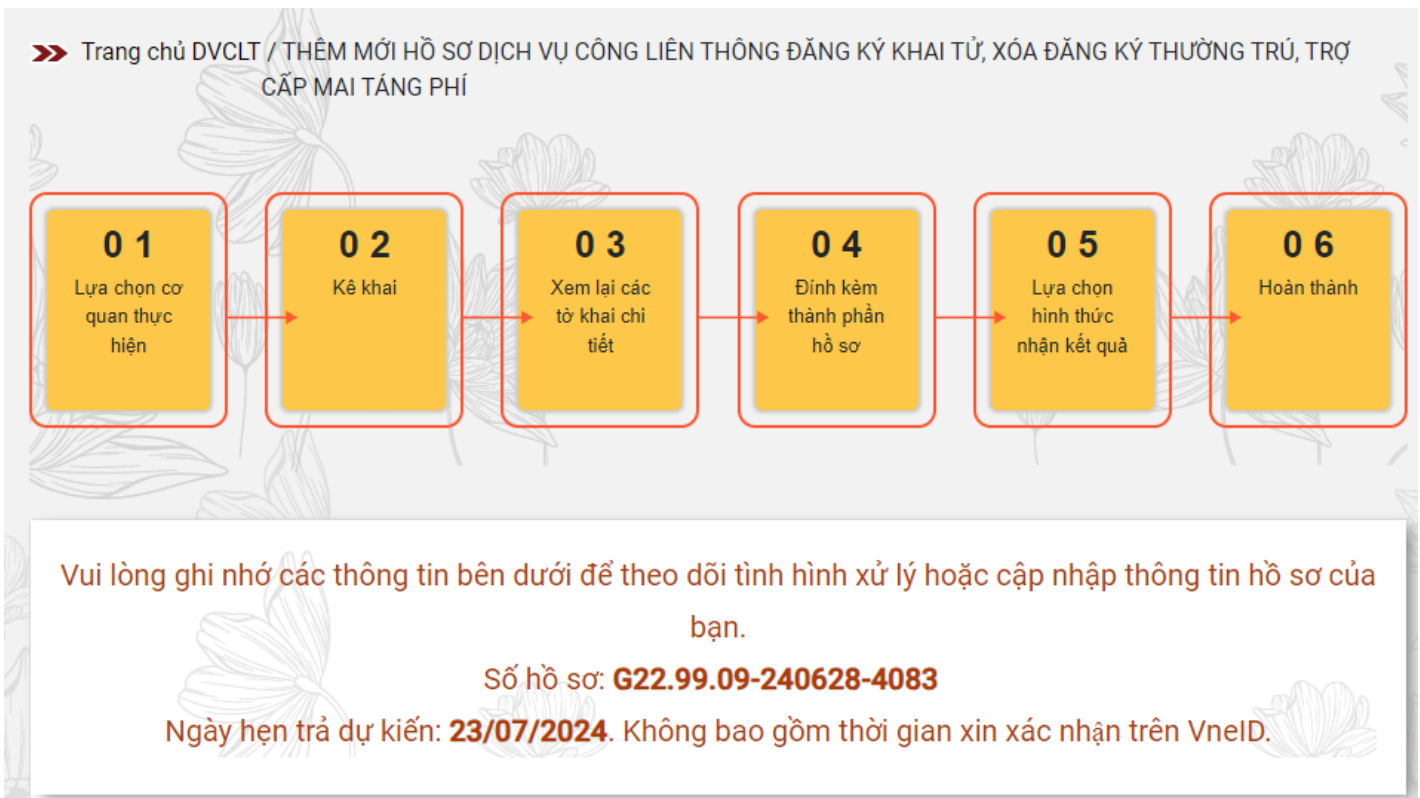 Trang chủ DVCLT / THÊM MỚI HỒ SƠ DỊCH VỤ CÔNG LIÊN THÔNG ĐĂNG KÝ KHAI TỬ, XÓA ĐĂNG KÝ THƯỜNG TRÚ, TRỢ
CẤP MAI TÁNG PHÍ
0 1
Lựa chọn cơ
quan thực
hiện
0 2
Kê khai
0 3
Xem lại các
tờ khai chi
tiết
0 4
Đính kèm
thành phần
hồ sơ
0 5
Lựa chọn
hình thức
nhận kết quả
0 6
Hoàn thành
Vui lòng ghi nhớ các thông tin bên dưới để theo dõi tình hình xử lý hoặc cập nhập thông tin hồ sơ của
bạn.
Số hồ sơ: G22.99.09-240628-4083
Ngày hẹn trả dự kiến: 23/07/2024. Không bao gồm thời gian xin xác nhận trên VneID.